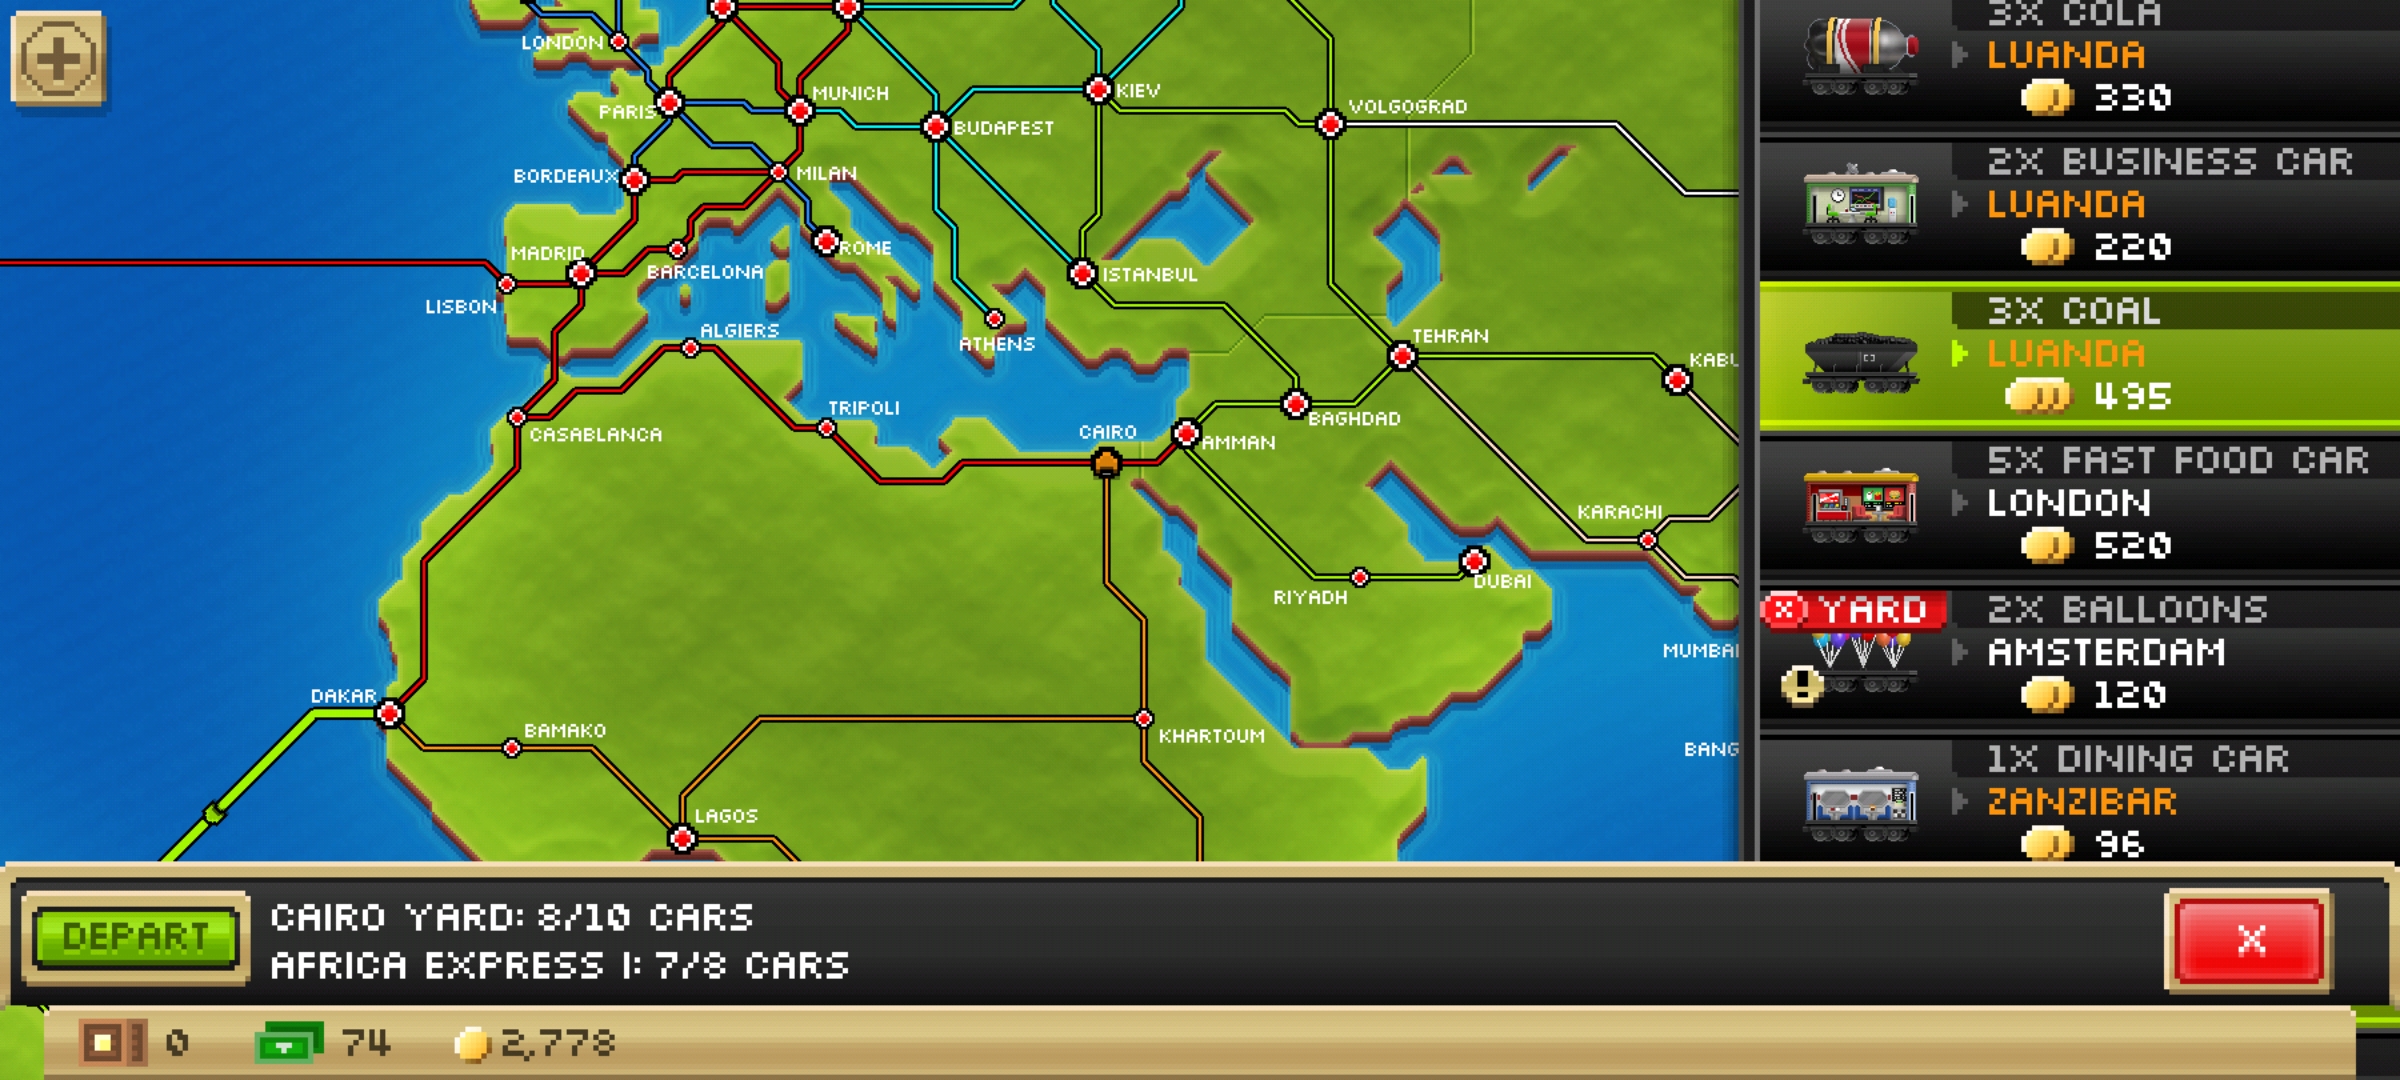 LONDON
PARIS
MUNICH
KIEV
BUDAPEST
VOLGOGRAD
BORDEAUX
MILAN
MADRID
BARCELONA
ROME
ISTANBUL
LISBON
ALGIERS
ATHENS
TEHRAN
TRIPOLI
CASABLANCA
CAIRO
AMMAN
BAGHDAD
KARACHI
RIYADH
DUBAI
DAKAR
BAMAKO
KHARTOUM
LAGOS
KABU
MUMBA
BANG
3X COLA
LUANDA
330
2X BUSINESS CAR
LUANDA
220
3X COAL
LUANDA
495
5X FAST FOOD CAR
LONDON
520
YARD
2X BALLOONS
AMSTERDAM
120
1X DINING CAR
ZANZIBAR
96
DEPART
CAIRO YARD: 8/10 CARS
AFRICA EXPRESS I: 7/8 CARS
X
0
74
2,778